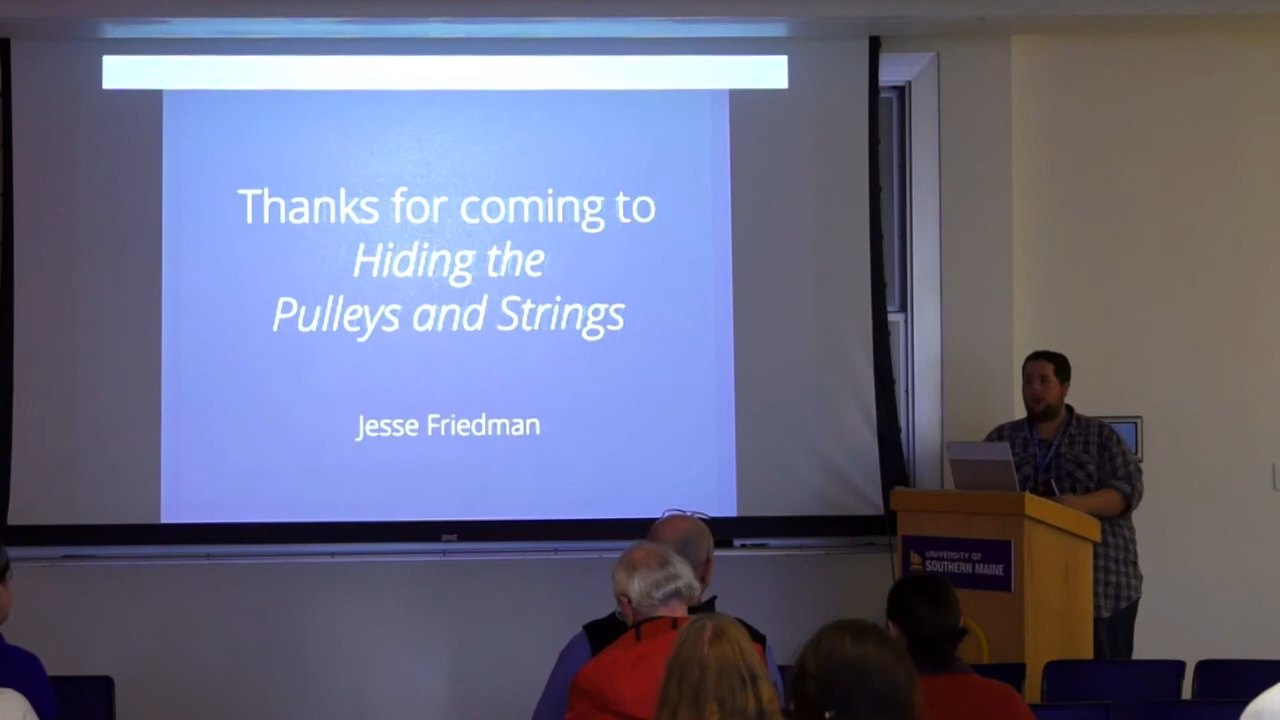 Thanks for coming to
Hiding the
Pulleys and Strings
Jesse Friedman
UNIVERSITY OF
SOUTHERN MAINE